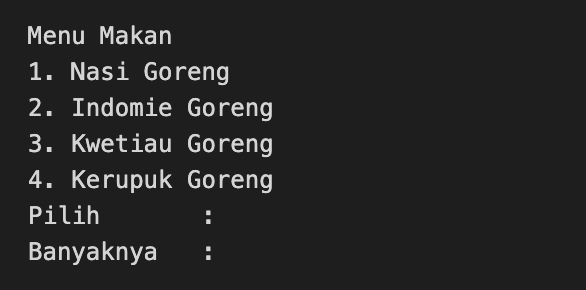 Menu Makan
1. Nasi Goreng
2. Indomie Goreng
3. Kwetiau Goreng
4. Kerupuk Goreng
Pilih       :
Banyaknya   :